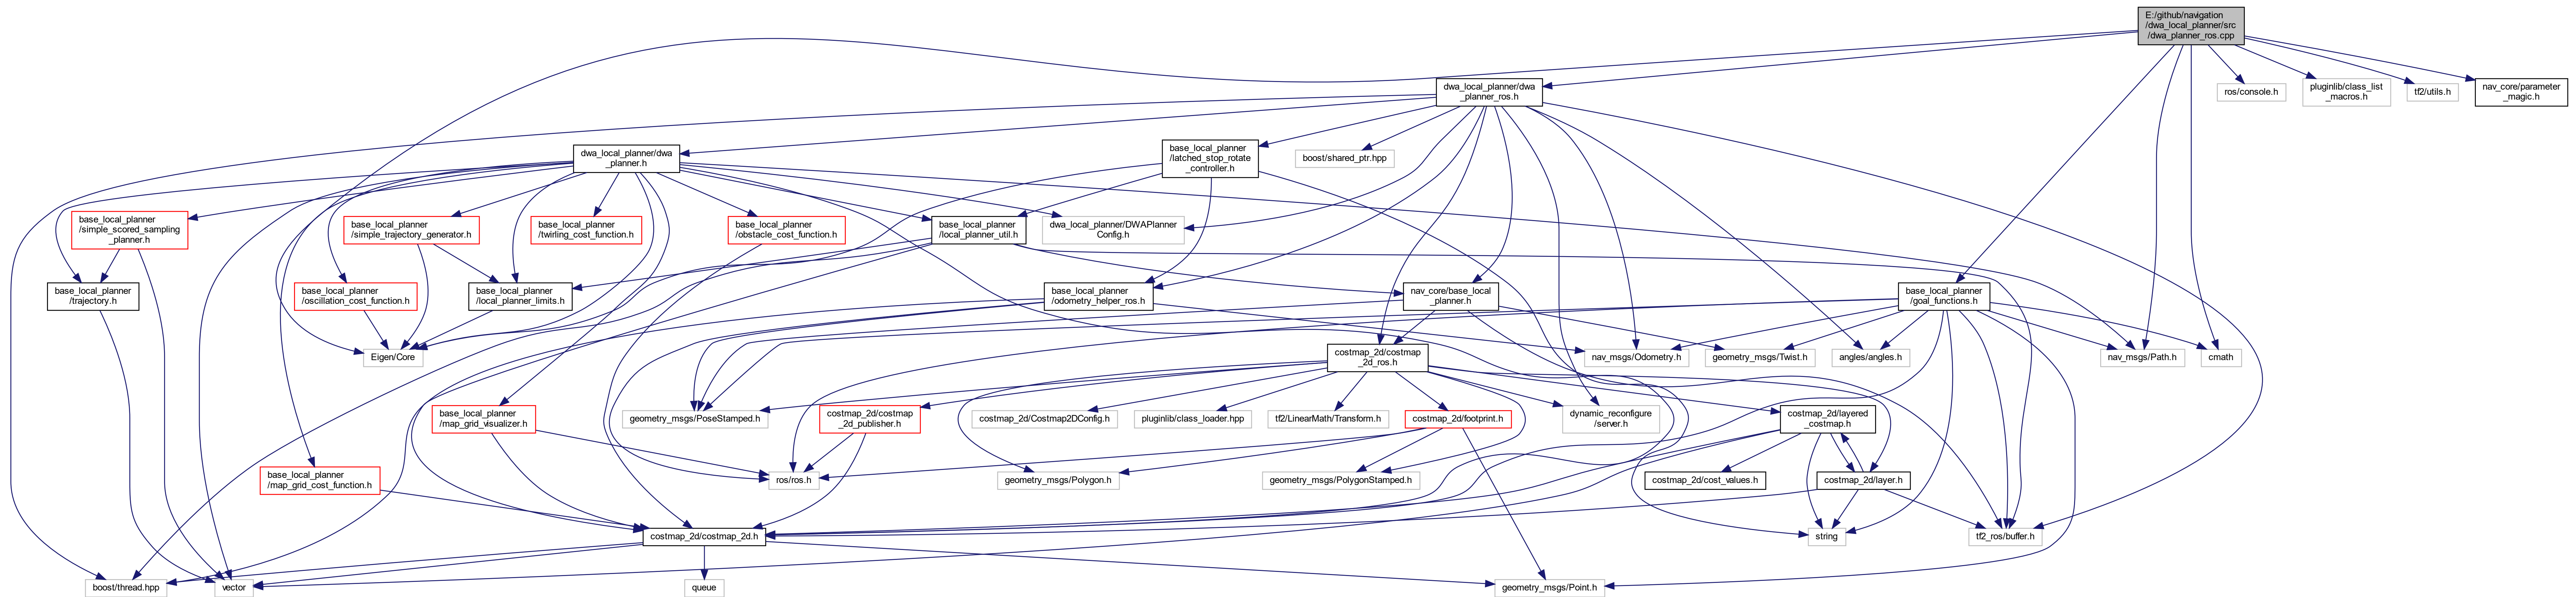 E:/github/navigation
/dwa_local_planner/src
/dwa_planner_ros.cpp
dwa_local_planner/dwa
_planner_ros.h
ros/console.h
pluginlib/class_list
_macros.h
tf2/utils.h
nav_core/parameter
_magic.h
dwa_local_planner/dwa
_planner.h
base_local_planner
/latched_stop_rotate
_controller.h
boost/shared_ptr.hpp
base_local_planner
/simple_scored_sampling
_planner.h
base_local_planner
/simple_trajectory_generator.h
base_local_planner
/twirling_cost_function.h
base_local_planner
/obstacle_cost_function.h
base_local_planner
/local_planner_util.h
dwa_local_planner/DWAPlanner
Config.h
base_local_planner
/trajectory.h
base_local_planner
/oscillation_cost_function.h
base_local_planner
/local_planner_limits.h
base_local_planner
/odometry_helper_ros.h
nav_core/base_local
_planner.h
base_local_planner
/goal_functions.h
Eigen/Core
costmap_2d/costmap
_2d_ros.h
nav_msgs/Odometry.h
geometry_msgs/Twist.h
angles/angles.h
nav_msgs/Path.h
cmath
base_local_planner
/map_grid_visualizer.h
geometry_msgs/PoseStamped.h
costmap_2d/costmap
_2d_publisher.h
costmap_2d/Costmap2DConfig.h
pluginlib/class_loader.hpp
tf2/LinearMath/Transform.h
costmap_2d/footprint.h
dynamic_reconfigure
/server.h
costmap_2d/layered
_costmap.h
base_local_planner
/map_grid_cost_function.h
ros/ros.h
geometry_msgs/Polygon.h
geometry_msgs/PolygonStamped.h
costmap_2d/cost_values.h
costmap_2d/layer.h
costmap_2d/costmap_2d.h
string
tf2_ros/buffer.h
boost/thread.hpp
vector
queue
geometry_msgs/Point.h